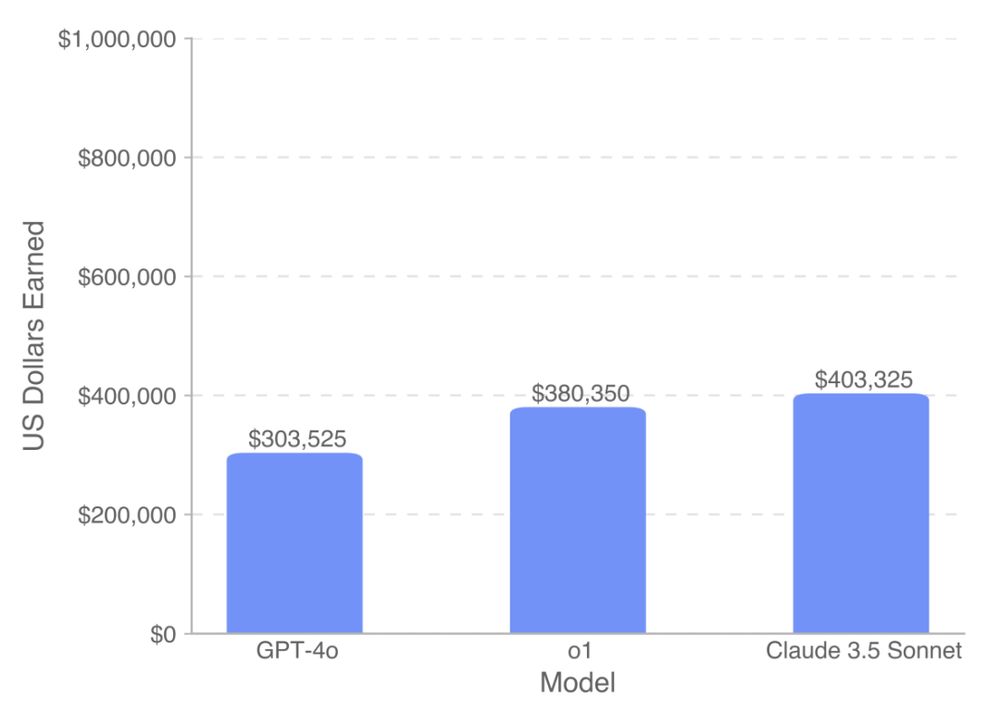 $1,000,000
$800,000
$600,000
$400,000
$200,000
$0
US Dollars Earned
$303,525
$380,350
$403,325
GPT-4o
o1
Claude 3.5 Sonnet
Model